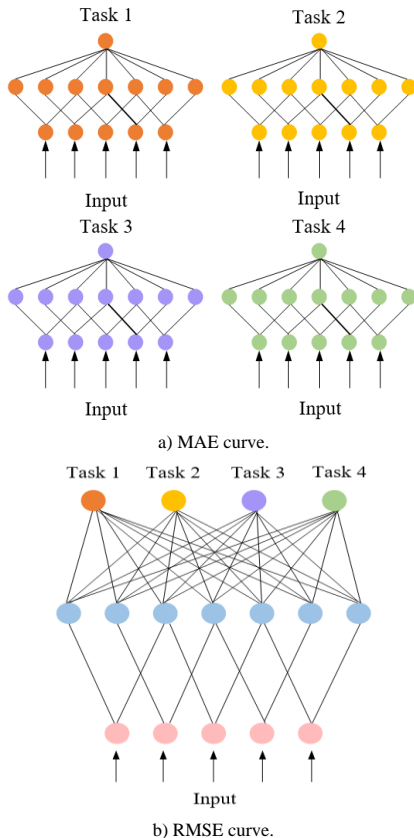 Task 1 Task 2
Input Input
Task 3 Task 4
Input Input
a) MAE curve.
Task 1 Task 2 Task 3 Task 4
Input
b) RMSE curve.